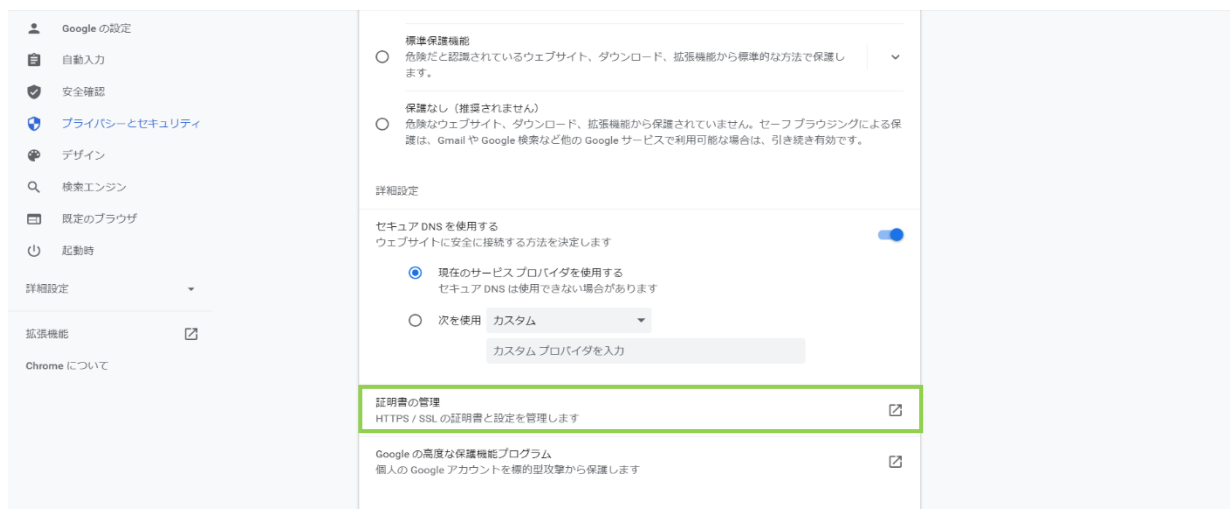 Google の設定
自動入力
安全確認
プライバシーとセキュリティ
デザイン
検索エンジン
既定のブラウザ
起動時
詳細設定
拡張機能
Chrome について
標準保護機能
危険だと認識されているウェブサイト、ダウンロード、拡張機能から標準的な方法で保護し
ます。
保護なし（推奨されません）
危険なウェブサイト、ダウンロード、拡張機能から保護されていません。セーフ ブラウジングによる保
護は、Gmail や Google 検索など他の Google サービスで利用可能な場合は、引き続き有効です。
詳細設定
セキュア DNS を使用する
ウェブサイトに安全に接続する方法を決定します
現在のサービス プロバイダを使用する
セキュア DNS は使用できない場合があります
次を使用 カスタム
カスタム プロバイダを入力
証明書の管理
HTTPS / SSL の証明書と設定を管理します
Google の高度な保護機能プログラム
個人の Google アカウントを標的型攻撃から保護します